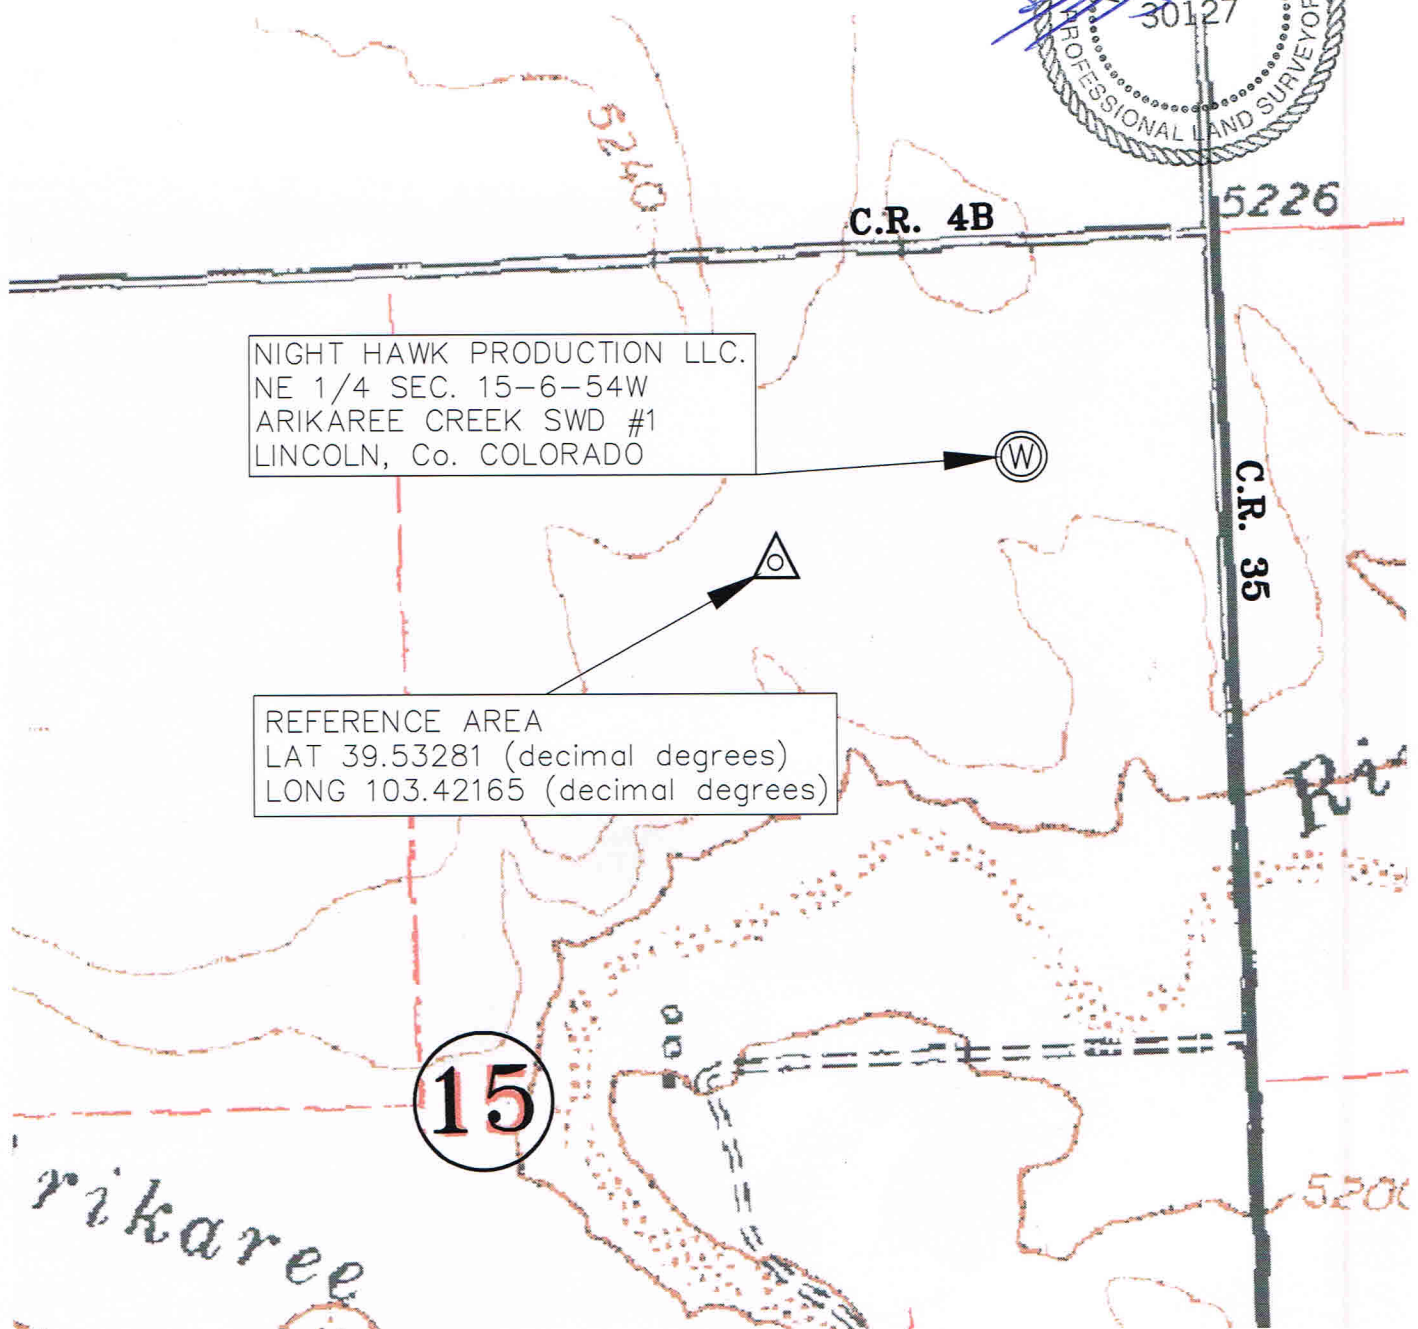 30127
PROFESSIONAL LAND SURVEYOR
5240
C.R. 4B
5226
NIGHT HAWK PRODUCTION LLC.
NE 1/4 SEC. 15-6-54W
ARIKAREE CREEK SWD #1
LINCOLN, Co. COLORADO
W
C.R. 35
REFERENCE AREA
LAT 39.53281 (decimal degrees)
LONG 103.42165 (decimal degrees)
Ri
15
rikaree
5200